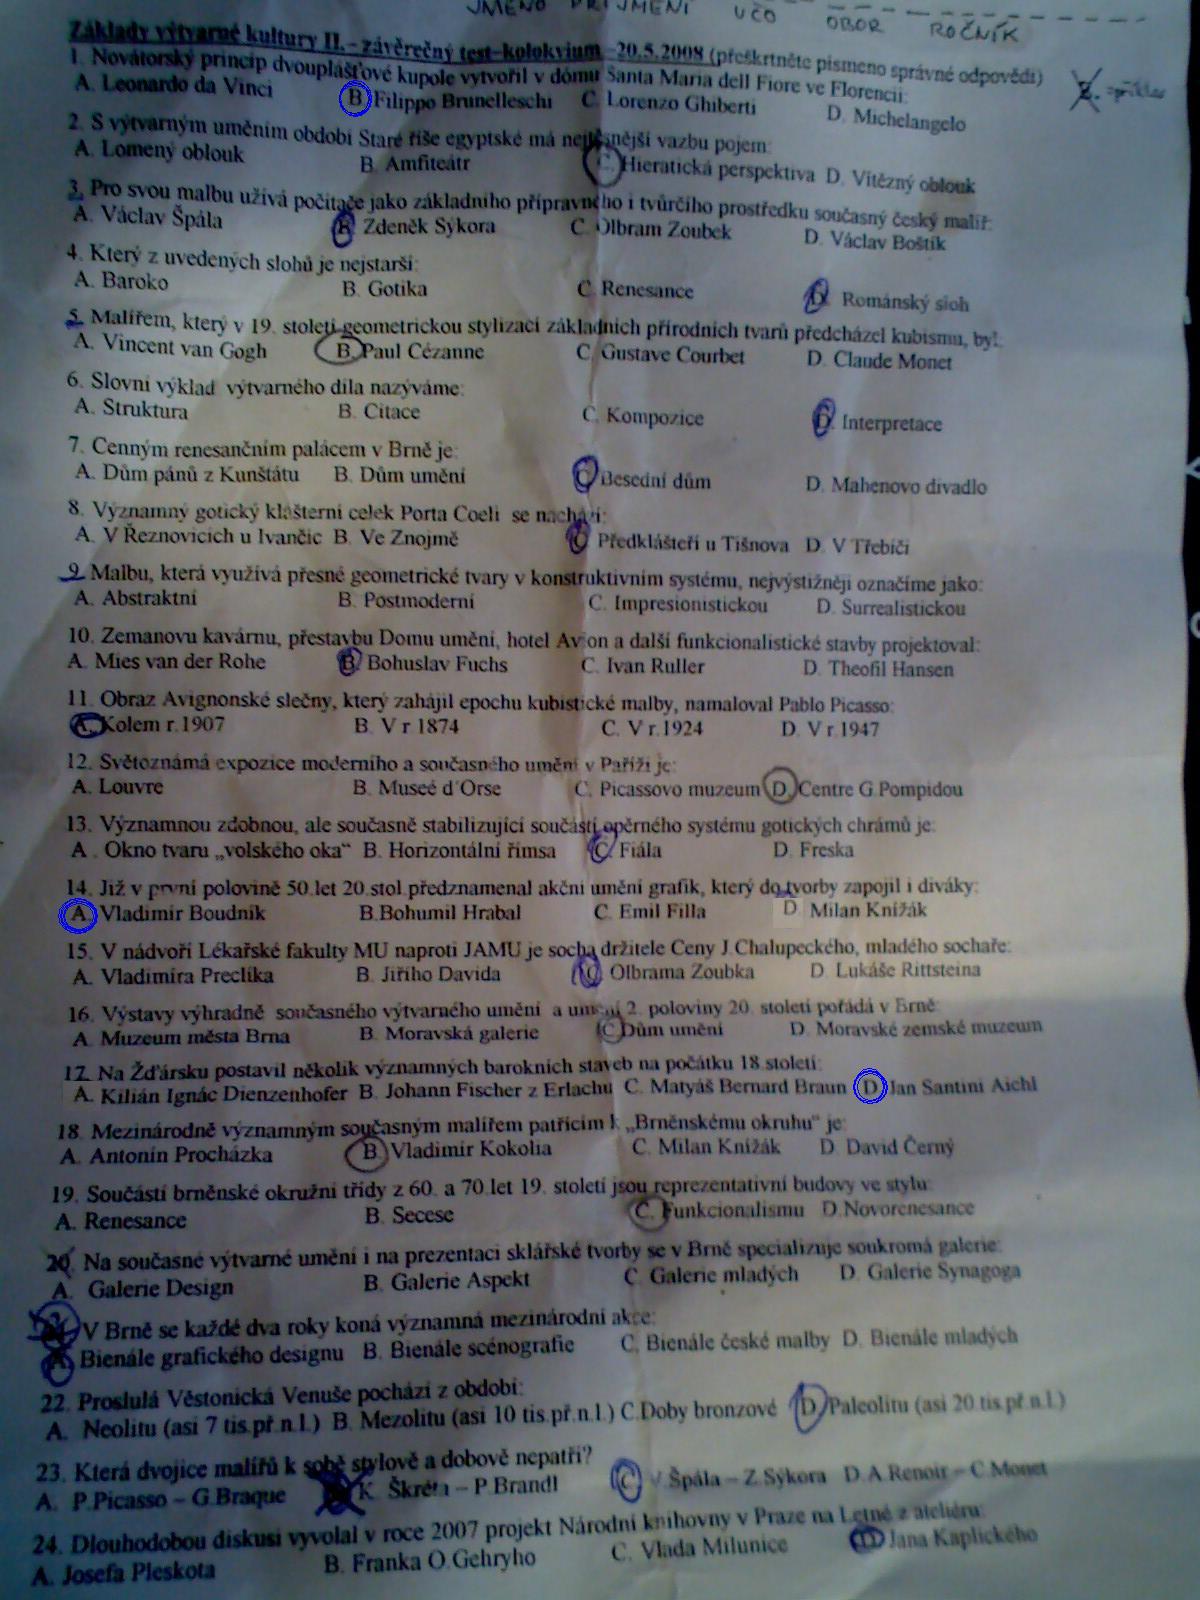 JMÉNO PŘÍJMENÍ UČO OBOR ROČNÍK
Základy výtvarné kultury II. – závěrečný test–kolokvium –20.5.2008 (přeškrtněte písmeno správné odpovědi)
1. Novátorský princip dvouplášťové kupole vytvořil v dómu Santa Maria dell Fiore ve Florencii:
A. Leonardo da Vinci B. Filippo Brunelleschi C. Lorenzo Ghiberti D. Michelangelo
2. S výtvarným uměním období Staré říše egyptské má nejtěsnější vazbu pojem:
A. Lomený oblouk B. Amfiteátr C. Hieratická perspektiva D. Vítězný oblouk
3. Pro svou malbu užívá počítače jako základního přípravného i tvůrčího prostředku současný český malíř:
A. Václav Špála B. Zdeněk Sýkora C. Olbram Zoubek D. Václav Boštík
4. Který z uvedených slohů je nejstarší:
A. Baroko B. Gotika C. Renesance D. Románský sloh
5. Malířem, který v 19. století geometrickou stylizací základních přírodních tvarů předcházel kubismu, byl:
A. Vincent van Gogh B. Paul Cézanne C. Gustave Courbet D. Claude Monet
6. Slovní výklad výtvarného díla nazýváme:
A. Struktura B. Citace C. Kompozice D. Interpretace
7. Cenným renesančním palácem v Brně je:
A. Dům pánů z Kunštátu B. Dům umění C. Besední dům D. Mahenovo divadlo
8. Významný gotický klášterní celek Porta Coeli se nachází:
A. V Řeznovicích u Ivančic B. Ve Znojmě C. Předklášteří u Tišnova D. V Třebíči
9. Malbu, která využívá přesné geometrické tvary v konstruktivním systému, nejvýstižněji označíme jako:
A. Abstraktní B. Postmoderní C. Impresionistickou D. Surrealistickou
10. Zemanovu kavárnu, přestavbu Domu umění, hotel Avion a další funkcionalistické stavby projektoval:
A. Mies van der Rohe B. Bohuslav Fuchs C. Ivan Ruller D. Theofil Hansen
11. Obraz Avignonské slečny, který zahájil epochu kubistické malby, namaloval Pablo Picasso:
A. Kolem r.1907 B. V r.1874 C. V r.1924 D. V r.1947
12. Světoznámá expozice moderního a současného umění v Paříži je:
A. Louvre B. Museé d'Orse C. Picassovo muzeum D. Centre G.Pompidou
13. Významnou zdobnou, ale současně stabilizující součástí opěrného systému gotických chrámů je:
A . Okno tvaru „volského oka“ B. Horizontální římsa C. Fiála D. Freska
14. Již v první polovině 50.let 20.stol.předznamenal akční umění grafik, který do tvorby zapojil i diváky:
A. Vladimír Boudník B.Bohumil Hrabal C. Emil Filla D. Milan Knížák
15. V nádvoří Lékařské fakulty MU naproti JAMU je socha držitele Ceny J.Chalupeckého, mladého sochaře:
A. Vladimíra Preclíka B. Jiřího Davida C. Olbrama Zoubka D. Lukáše Rittsteina
16. Výstavy výhradně současného výtvarného umění a umění 2. poloviny 20. století pořádá v Brně:
A. Muzeum města Brna B. Moravská galerie C. Dům umění D. Moravské zemské muzeum
17. Na Žďársku postavil několik významných barokních staveb na počátku 18.století:
A. Kilián Ignác Dienzenhofer B. Johann Fischer z Erlachu C. Matyáš Bernard Braun D. Jan Santini Aichl
18. Mezinárodně významným současným malířem patřícím k „Brněnskému okruhu“ je:
A. Antonín Procházka B. Vladimír Kokolia C. Milan Knížák D. David Černý
19. Součástí brněnské okružní třídy z 60. a 70.let 19. století jsou reprezentativní budovy ve stylu:
A. Renesance B. Secese C. Funkcionalismu D.Novorenesance
20. Na současné výtvarné umění i na prezentaci sklářské tvorby se v Brně specializuje soukromá galerie:
A. Galerie Design B. Galerie Aspekt C. Galerie mladých D. Galerie Synagoga
V Brně se každé dva roky koná významná mezinárodní akce:
A. Bienále grafického designu B. Bienále scénografie C. Bienále české malby D. Bienále mladých
22. Proslulá Věstonická Venuše pochází z období:
A. Neolitu (asi 7 tis.př.n.l.) B. Mezolitu (asi 10 tis.př.n.l.) C.Doby bronzové D. Paleolitu (asi 20.tis.př.n.l.)
23. Která dvojice malířů k sobě stylově a dobově nepatří?
A. P.Picasso – G.Braque K. Škréta – P.Brandl C. V.Špála – Z.Sýkora D.A.Renoir – C.Monet
24. Dlouhodobou diskusi vyvolal v roce 2007 projekt Národní knihovny v Praze na Letné z ateliéru:
A. Josefa Pleskota B. Franka O.Gehryho C. Vlada Milunice D. Jana Kaplického